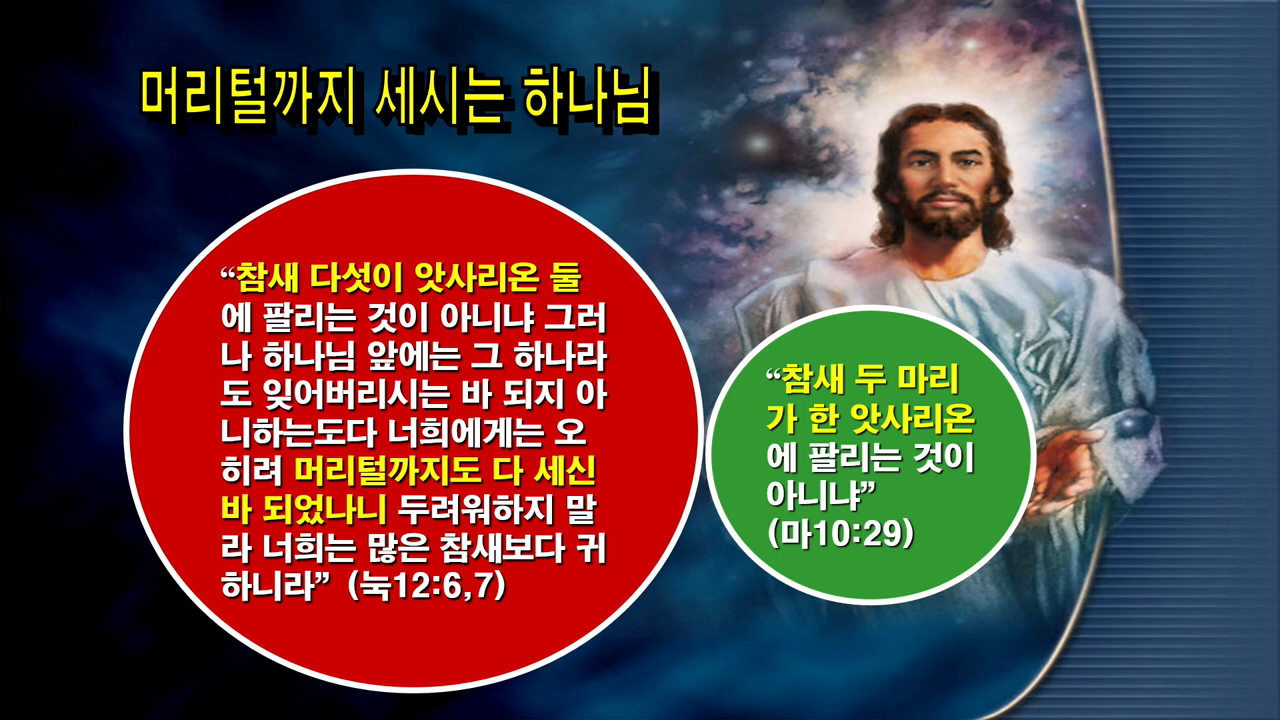 머리털까지 세시는 하나님
“참새 다섯이 앗사리온 둘
에 팔리는 것이 아니냐 그러
나 하나님 앞에는 그 하나라
도 잊어버리시는 바 되지 아
니하는도다 너희에게는 오
히려 머리털까지도 다 세신
바 되었나니 두려워하지 말
라 너희는 많은 참새보다 귀
하니라” (눅12:6,7)
“참새 두 마리
가 한 앗사리온
에 팔리는 것이
아니냐”
(마10:29)